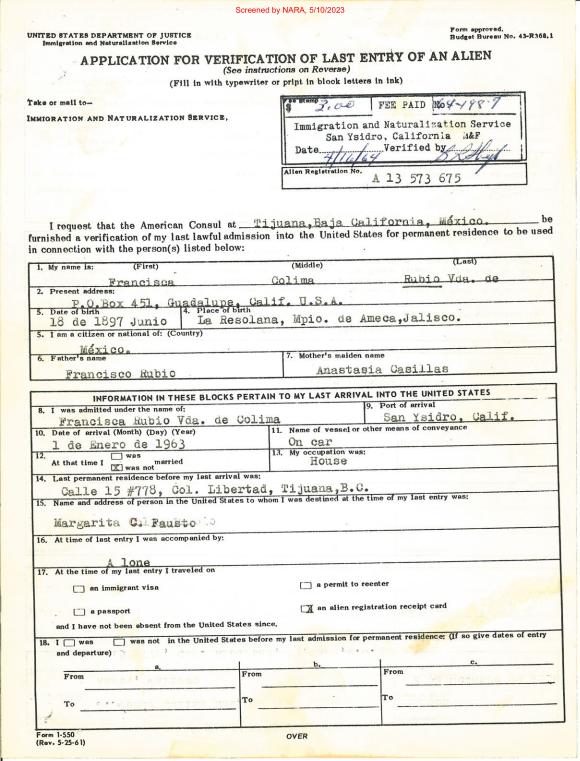 Screened by NARA, 5/10/2023
UNITED STATES DEPARTMENT OF JUSTICE
Immigration and Naturalization Service
Form approved.
Budget Bureau No. 43-R368.1
APPLICATION FOR VERIFICATION OF LAST ENTRY OF AN ALIEN
(See instructions on Reverse)
(Fill in with typewriter or print in block letters in ink)
Take or mail to—
IMMIGRATION AND NATURALIZATION SERVICE,
Fee Stamp
$ 2.00 FEE PAID No
Immigration and Naturalization Service
San Ysidro, California M&F
Date 4/16/64 Verified by
Alien Registration No.
A 13 573 675
I request that the American Consul at Tijuana,Baja California, México. be
furnished a verification of my last lawful admission into the United States for permanent residence to be used
in connection with the person(s) listed below:
1. My name is: (First) (Middle) (Last)
Francisca Colima Rubio Vda. de
2. Present address:
P.O.Box 451, Guadalupe, Calif. U.S.A.
5. Date of birth 4. Place of birth
18 de 1897 Junio La Resolana, Mpio. de Ameca,Jalisco.
5. I am a citizen or national of: (Country)
México.
6. Father's name 7. Mother's maiden name
Francisco Rubio Anastasia Casillas
INFORMATION IN THESE BLOCKS PERTAIN TO MY LAST ARRIVAL INTO THE UNITED STATES
8. I was admitted under the name of: 9. Port of arrival
Francisca Rubio Vda. de Colima San Ysidro, Calif.
10. Date of arrival (Month) (Day) (Year) 11. Name of vessel or other means of conveyance
1 de Enero de 1963 On car
12. was 13. My occupation was:
At that time I married House
X was not
14. Last permanent residence before my last arrival was:
Calle 15 #778, Col. Libertad, Tijuana,B.C.
15. Name and address of person in the United States to whom I was destined at the time of my last entry was:
Margarita C. Fausto
16. At time of last entry I was accompanied by:
A lone
17. At the time of my last entry I traveled on
an immigrant visa a permit to reenter
a passport X an alien registration receipt card
and I have not been absent from the United States since.
18. I was was not in the United States before my last admission for permanent residence: (If so give dates of entry
and departure)
a. b. c.
From From From
To To To
Form I-550
(Rev. 5-25-61)
OVER